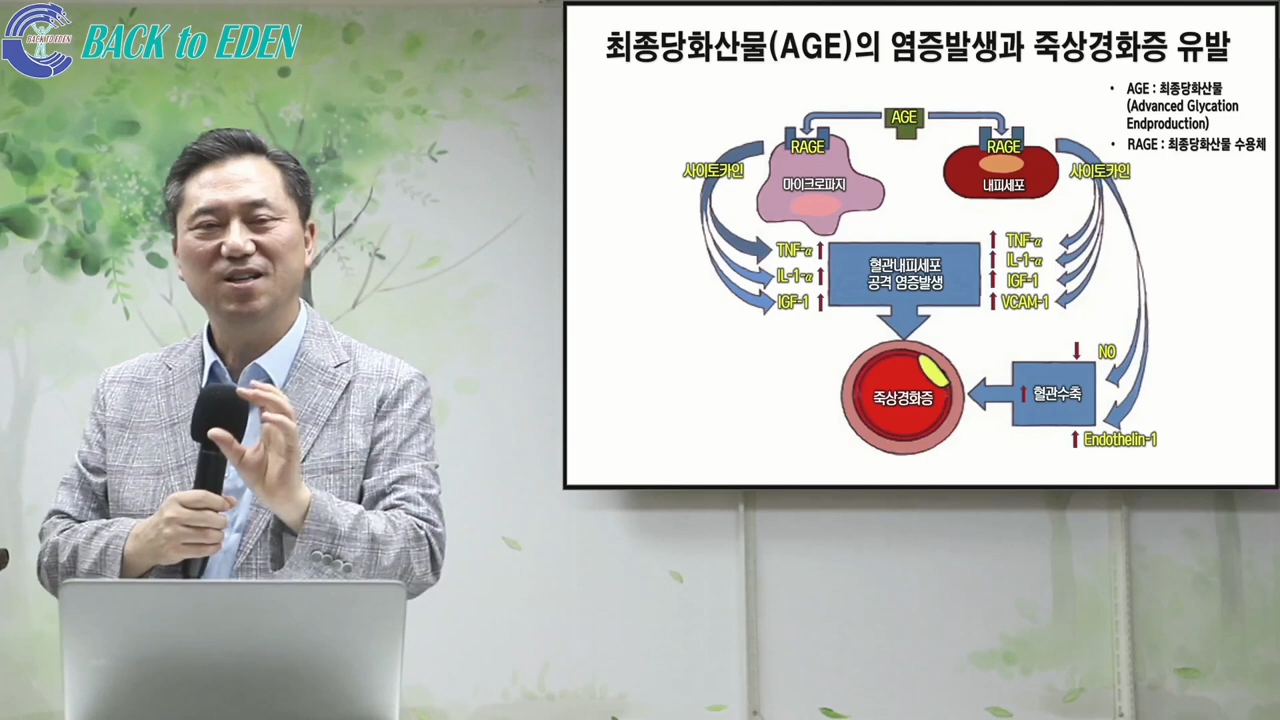 BACK TO EDEN
BACK to EDEN
최종당화산물(AGE)의 염증발생과 죽상경화증 유발
• AGE : 최종당화산물
(Advanced Glycation
Endproduction)
• RAGE : 최종당화산물 수용체
AGE
RAGE
RAGE
사이토카인
마이크로파지
내피세포
사이토카인
TNF-α
IL-1-α
IGF-1
혈관내피세포
공격 염증발생
TNF-α
IL-1-α
IGF-1
VCAM-1
NO
죽상경화증
혈관수축
Endothelin-1